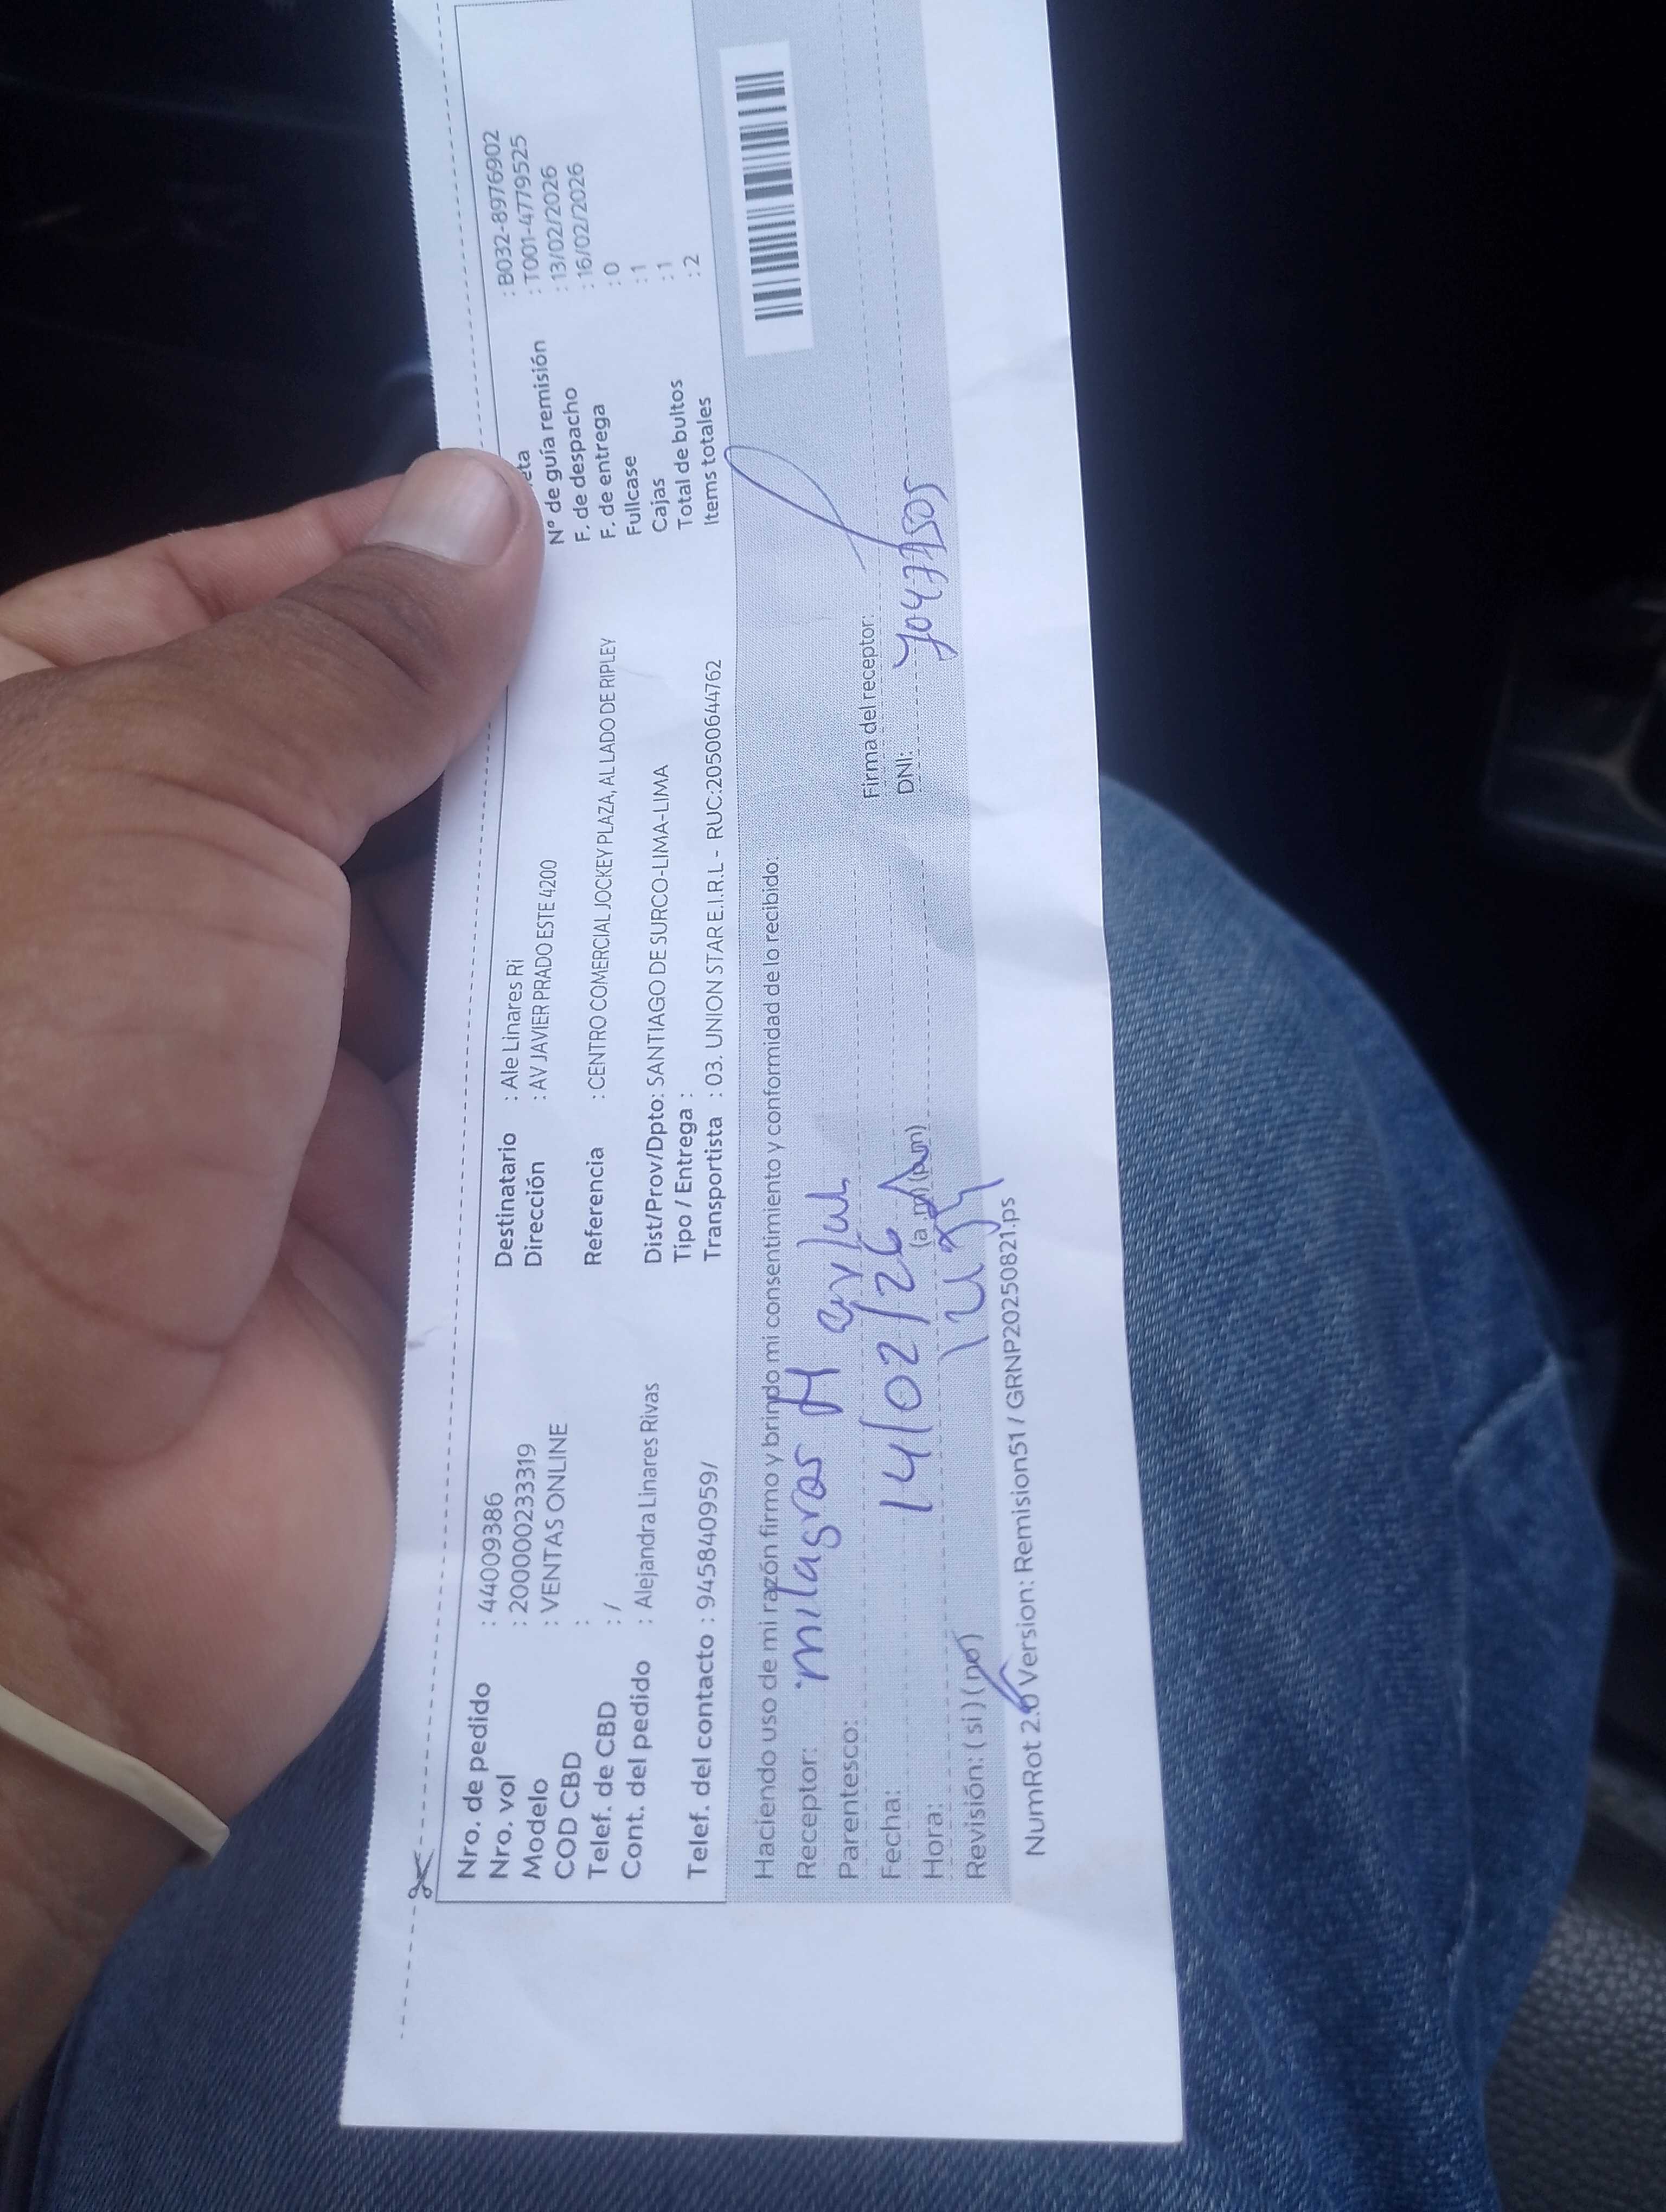 Nro. de pedido : 44009386
Nro. vol : 2000000233319
Modelo : VENTAS ONLINE
COD CBD :
Telef. de CBD : /
Cont. del pedido : Alejandra Linares Rivas
Telef. del contacto : 945840959/
Destinatario : Ale Linares Ri
Dirección : AV JAVIER PRADO ESTE 4200
Referencia : CENTRO COMERCIAL JOCKEY PLAZA, AL LADO DE RIPLEY
Dist/Prov/Dpto: SANTIAGO DE SURCO-LIMA-LIMA
Tipo / Entrega :
Transportista : 03. UNION STAR E.I.R.L - RUC:20500644762
: B032-8976902
N° de guía remisión : T001-4779525
F. de despacho : 13/02/2026
F. de entrega : 16/02/2026
Fullcase : 0
Cajas : 1
Total de bultos : 1
Items totales : 2
Haciendo uso de mi razón firmo y brindo mi consentimiento y conformidad de lo recibido:
Receptor: milagros H
Parentesco:
Fecha: 14/02/26
Hora: (a.m) (p.m)
Revisión: ( si ) ( no )
Firma del receptor:
DNI: 70477505
NumRot 2.0 Version: Remision51 / GRNP20250821.ps